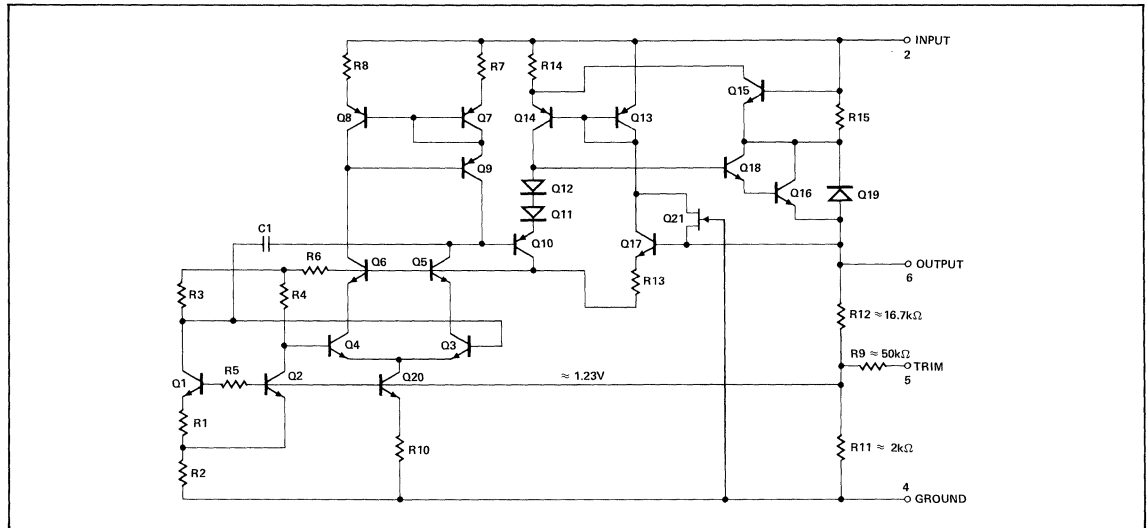 INPUT
2
R8
R7
R14
Q15
R15
Q8
Q7
Q14
Q13
Q9
Q18
Q16
Q19
Q12
Q11
Q21
C1
Q10
Q17
R6
Q6
Q5
R13
OUTPUT
6
R3
R4
R12 ≈ 16.7kΩ
Q4
Q3
R9 ≈ 50kΩ
TRIM
5
Q1
R5
Q2
Q20
≈ 1.23V
R1
R2
R10
R11 ≈ 2kΩ
4
GROUND